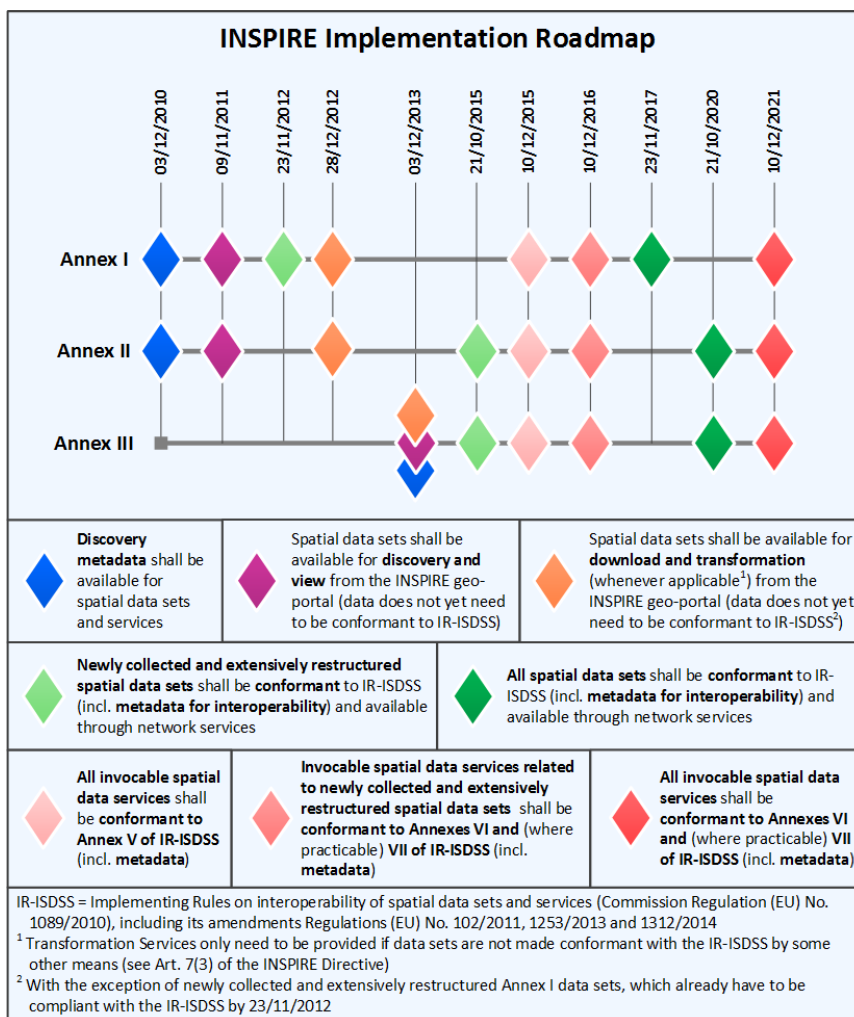 INSPIRE Implementation Roadmap
03/12/2010
09/11/2011
23/11/2012
28/12/2012
03/12/2013
21/10/2015
10/12/2015
10/12/2016
23/11/2017
21/10/2020
10/12/2021
Annex I
Annex II
Annex III
Discovery
metadata shall be
available for
spatial data sets
and services
Spatial data sets shall be
available for discovery and
view from the INSPIRE geo-
portal (data does not yet need
to be conformant to IR-ISDSS)
Spatial data sets shall be available for
download and transformation
(whenever applicable¹) from the
INSPIRE geo-portal (data does not yet
need to be conformant to IR-ISDSS²)
Newly collected and extensively restructured
spatial data sets shall be conformant to IR-ISDSS
(incl. metadata for interoperability) and available
through network services
All spatial data sets shall be conformant to IR-
ISDSS (incl. metadata for interoperability) and
available through network services
All invocable spatial
data services shall
be conformant to
Annex V of IR-ISDSS
(incl. metadata)
Invocable spatial data services related
to newly collected and extensively
restructured spatial data sets shall be
conformant to Annexes VI and (where
practicable) VII of IR-ISDSS (incl.
metadata)
All invocable spatial data
services shall be
conformant to Annexes VI
and (where practicable) VII
of IR-ISDSS (incl. metadata)
IR-ISDSS = Implementing Rules on interoperability of spatial data sets and services (Commission Regulation (EU) No.
1089/2010), including its amendments Regulations (EU) No. 102/2011, 1253/2013 and 1312/2014
¹ Transformation Services only need to be provided if data sets are not made conformant with the IR-ISDSS by some
other means (see Art. 7(3) of the INSPIRE Directive)
² With the exception of newly collected and extensively restructured Annex I data sets, which already have to be
compliant with the IR-ISDSS by 23/11/2012